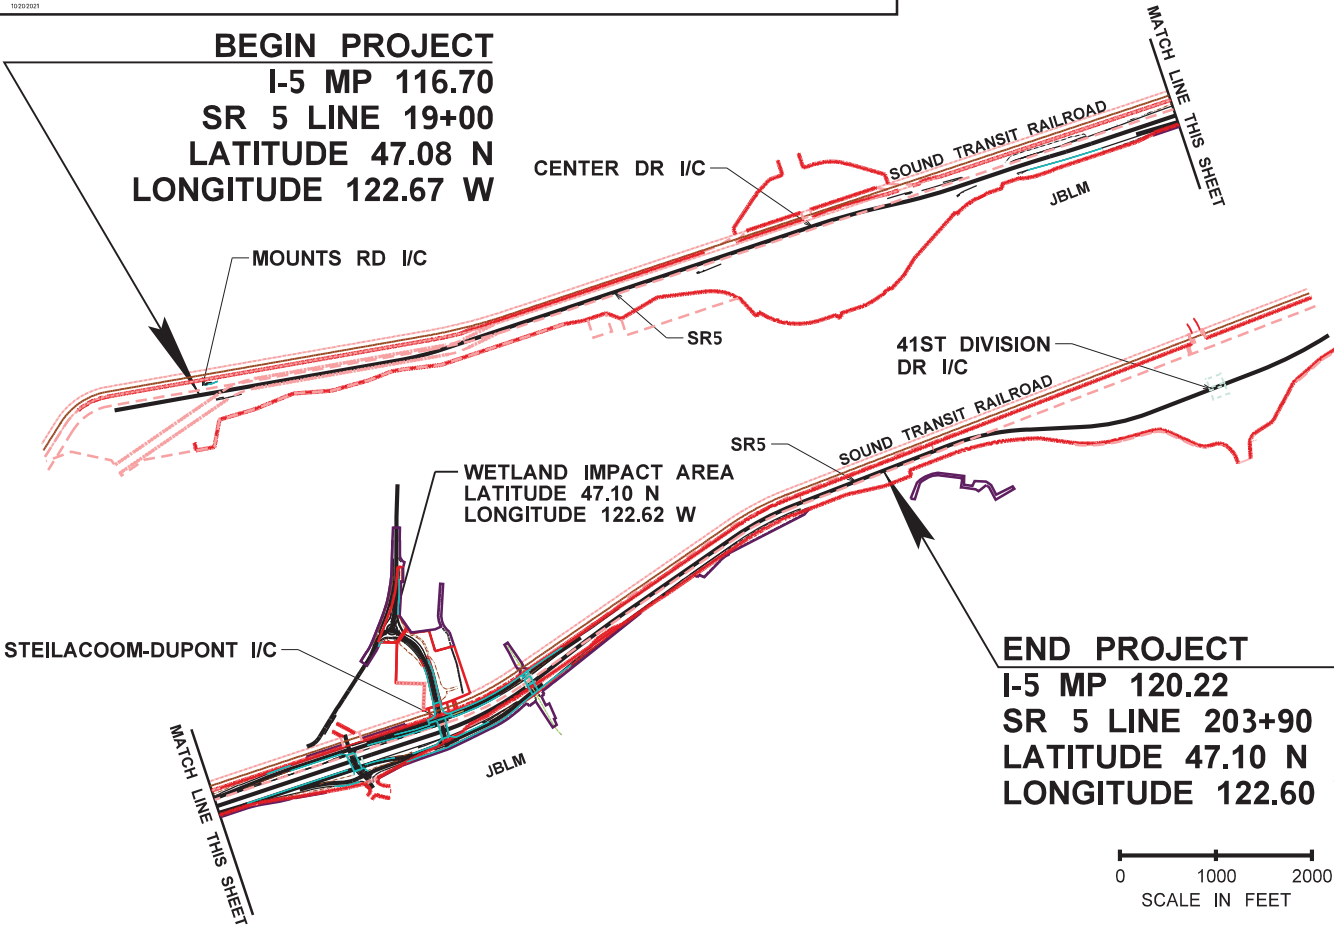 10202021
BEGIN PROJECT
I-5 MP 116.70
SR 5 LINE 19+00
LATITUDE 47.08 N
LONGITUDE 122.67 W
MATCH LINE THIS SHEET
CENTER DR I/C
SOUND TRANSIT RAILROAD
JBLM
MOUNTS RD I/C
SR5
41ST DIVISION
DR I/C
SOUND TRANSIT RAILROAD
SR5
WETLAND IMPACT AREA
LATITUDE 47.10 N
LONGITUDE 122.62 W
STEILACOOM-DUPONT I/C
JBLM
MATCH LINE THIS SHEET
END PROJECT
I-5 MP 120.22
SR 5 LINE 203+90
LATITUDE 47.10 N
LONGITUDE 122.60
0 1000 2000
SCALE IN FEET